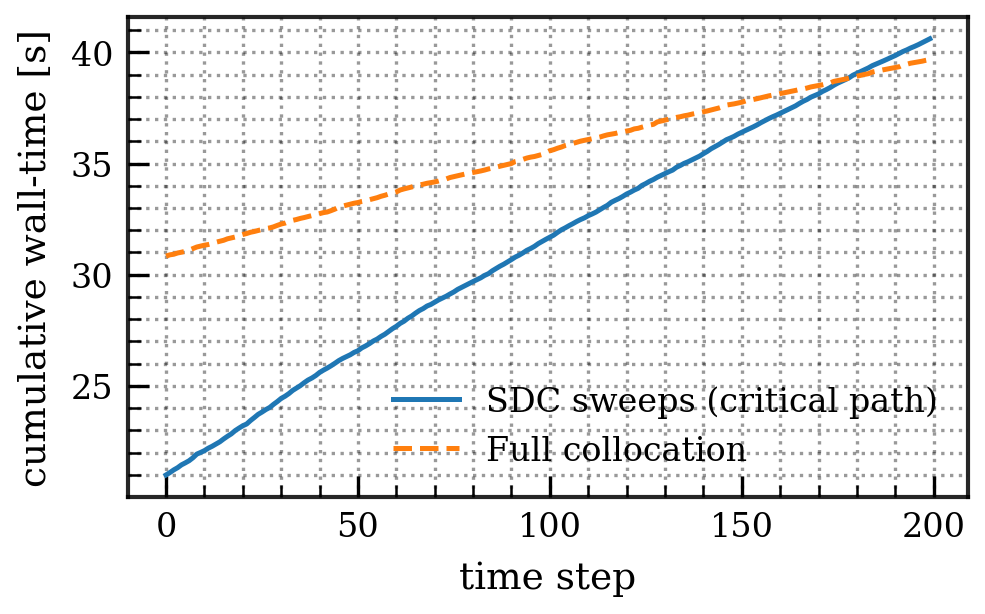 cumulative wall-time [s]
40
35
30
25
SDC sweeps (critical path)
Full collocation
0 50 100 150 200
time step